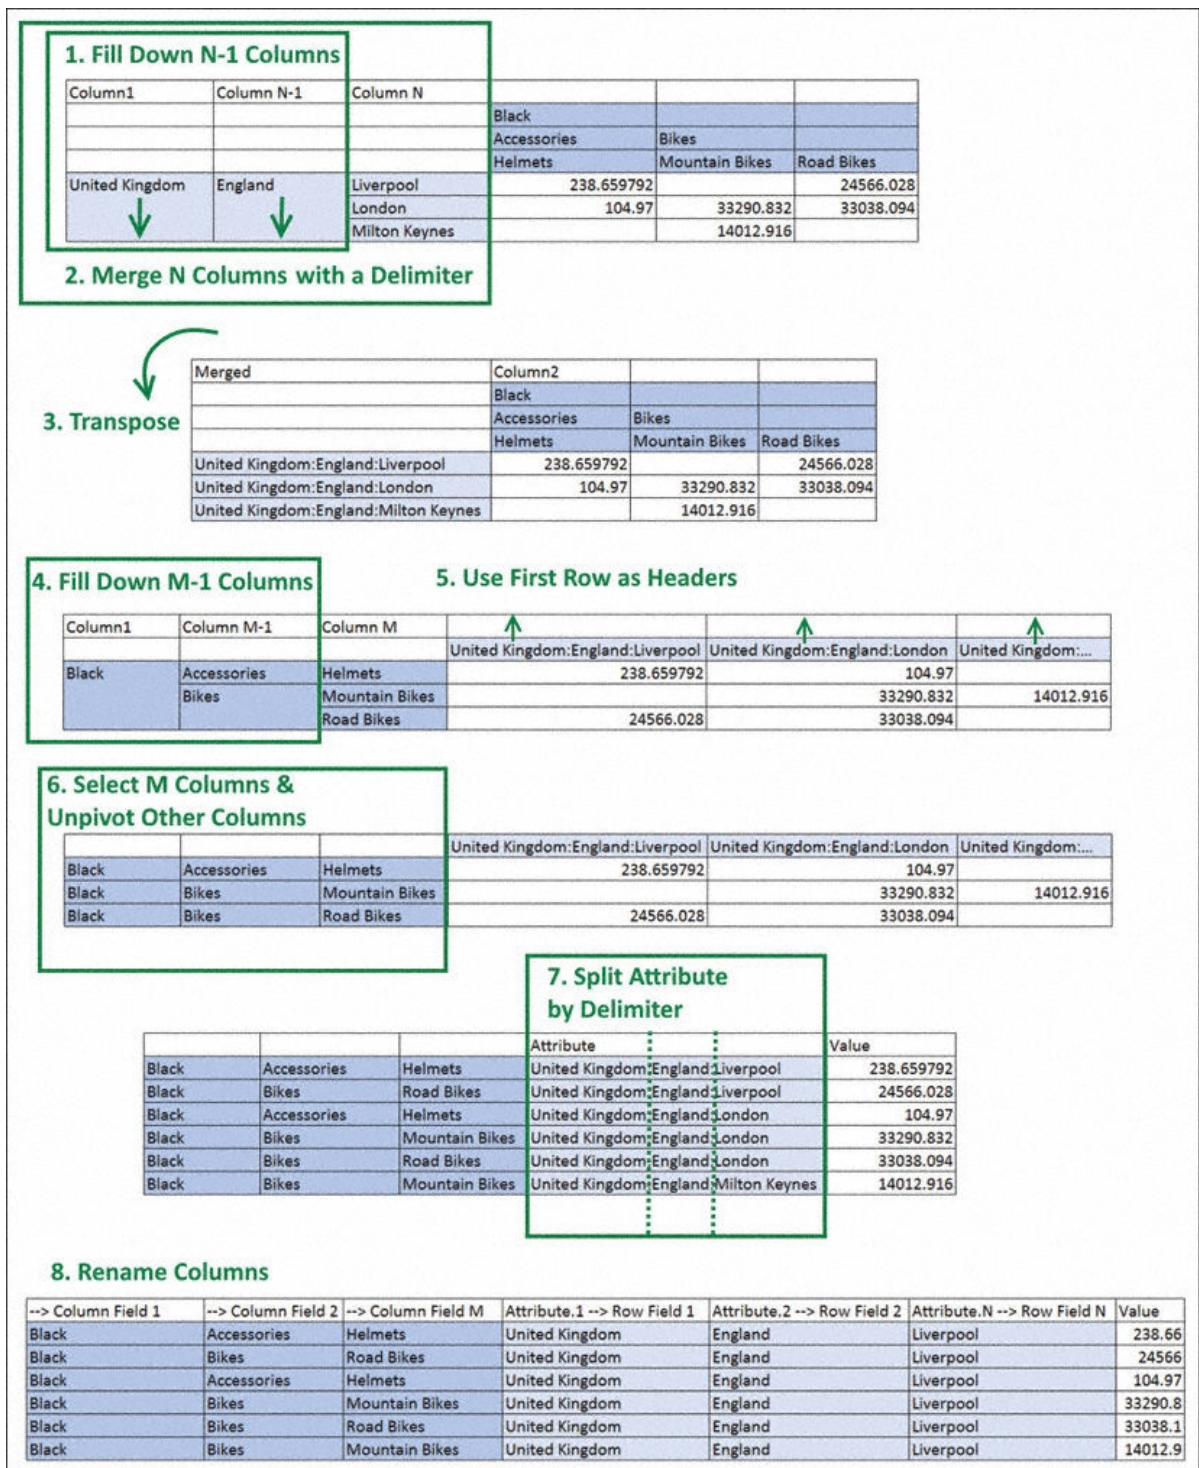 1. Fill Down N-1 Columns
Column1 Column N-1 Column N
Black
Accessories Bikes
Helmets Mountain Bikes Road Bikes
United Kingdom England Liverpool 238.659792 24566.028
London 104.97 33290.832 33038.094
Milton Keynes 14012.916
2. Merge N Columns with a Delimiter
Merged Column2
Black
Accessories Bikes
Helmets Mountain Bikes Road Bikes
United Kingdom:England:Liverpool 238.659792 24566.028
United Kingdom:England:London 104.97 33290.832 33038.094
United Kingdom:England:Milton Keynes 14012.916
3. Transpose
4. Fill Down M-1 Columns
5. Use First Row as Headers
Column1 Column M-1 Column M
United Kingdom:England:Liverpool United Kingdom:England:London United Kingdom:...
Black Accessories Helmets 238.659792 104.97
Bikes Mountain Bikes 33290.832 14012.916
Road Bikes 24566.028 33038.094
6. Select M Columns &
Unpivot Other Columns
United Kingdom:England:Liverpool United Kingdom:England:London United Kingdom:...
Black Accessories Helmets 238.659792 104.97
Black Bikes Mountain Bikes 33290.832 14012.916
Black Bikes Road Bikes 24566.028 33038.094
7. Split Attribute
by Delimiter
Attribute Value
Black Accessories Helmets United Kingdom:England:Liverpool 238.659792
Black Bikes Road Bikes United Kingdom:England:Liverpool 24566.028
Black Accessories Helmets United Kingdom:England:London 104.97
Black Bikes Mountain Bikes United Kingdom:England:London 33290.832
Black Bikes Road Bikes United Kingdom:England:London 33038.094
Black Bikes Mountain Bikes United Kingdom:England:Milton Keynes 14012.916
8. Rename Columns
--> Column Field 1 --> Column Field 2 --> Column Field M Attribute.1 --> Row Field 1 Attribute.2 --> Row Field 2 Attribute.N --> Row Field N Value
Black Accessories Helmets United Kingdom England Liverpool 238.66
Black Bikes Road Bikes United Kingdom England Liverpool 24566
Black Accessories Helmets United Kingdom England Liverpool 104.97
Black Bikes Mountain Bikes United Kingdom England Liverpool 33290.8
Black Bikes Road Bikes United Kingdom England Liverpool 33038.1
Black Bikes Mountain Bikes United Kingdom England Liverpool 14012.9